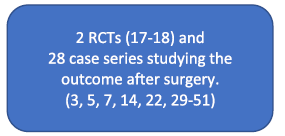 2 RCTs (17-18) and
28 case series studying the
outcome after surgery.
(3, 5, 7, 14, 22, 29-51)